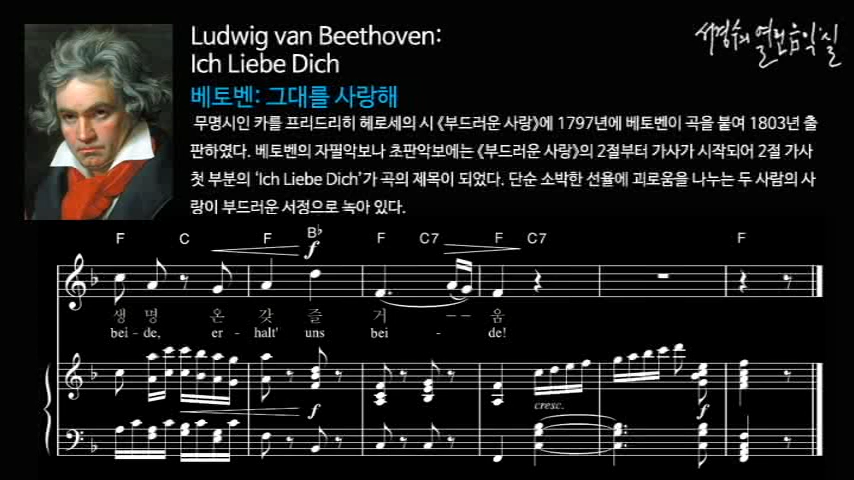 Ludwig van Beethoven:
서경수의 열린음악실
Ich Liebe Dich
베토벤: 그대를 사랑해
무명시인 카를 프리드리히 헤로세의 시 《부드러운 사랑》에 1797년에 베토벤이 곡을 붙여 1803년 출
판하였다. 베토벤의 자필악보나 초판악보에는 《부드러운 사랑》의 2절부터 가사가 시작되어 2절 가사
첫 부분의 ‘Ich Liebe Dich’가 곡의 제목이 되었다. 단순 소박한 선율에 괴로움을 나누는 두 사람의 사
랑이 부드러운 서정으로 녹아 있다.
F C F B♭ F C7 F C7 F
f
생 명 온 갖 즐 거 -- 움
bei - de, er - halt' uns bei - de!
cresc.
f f